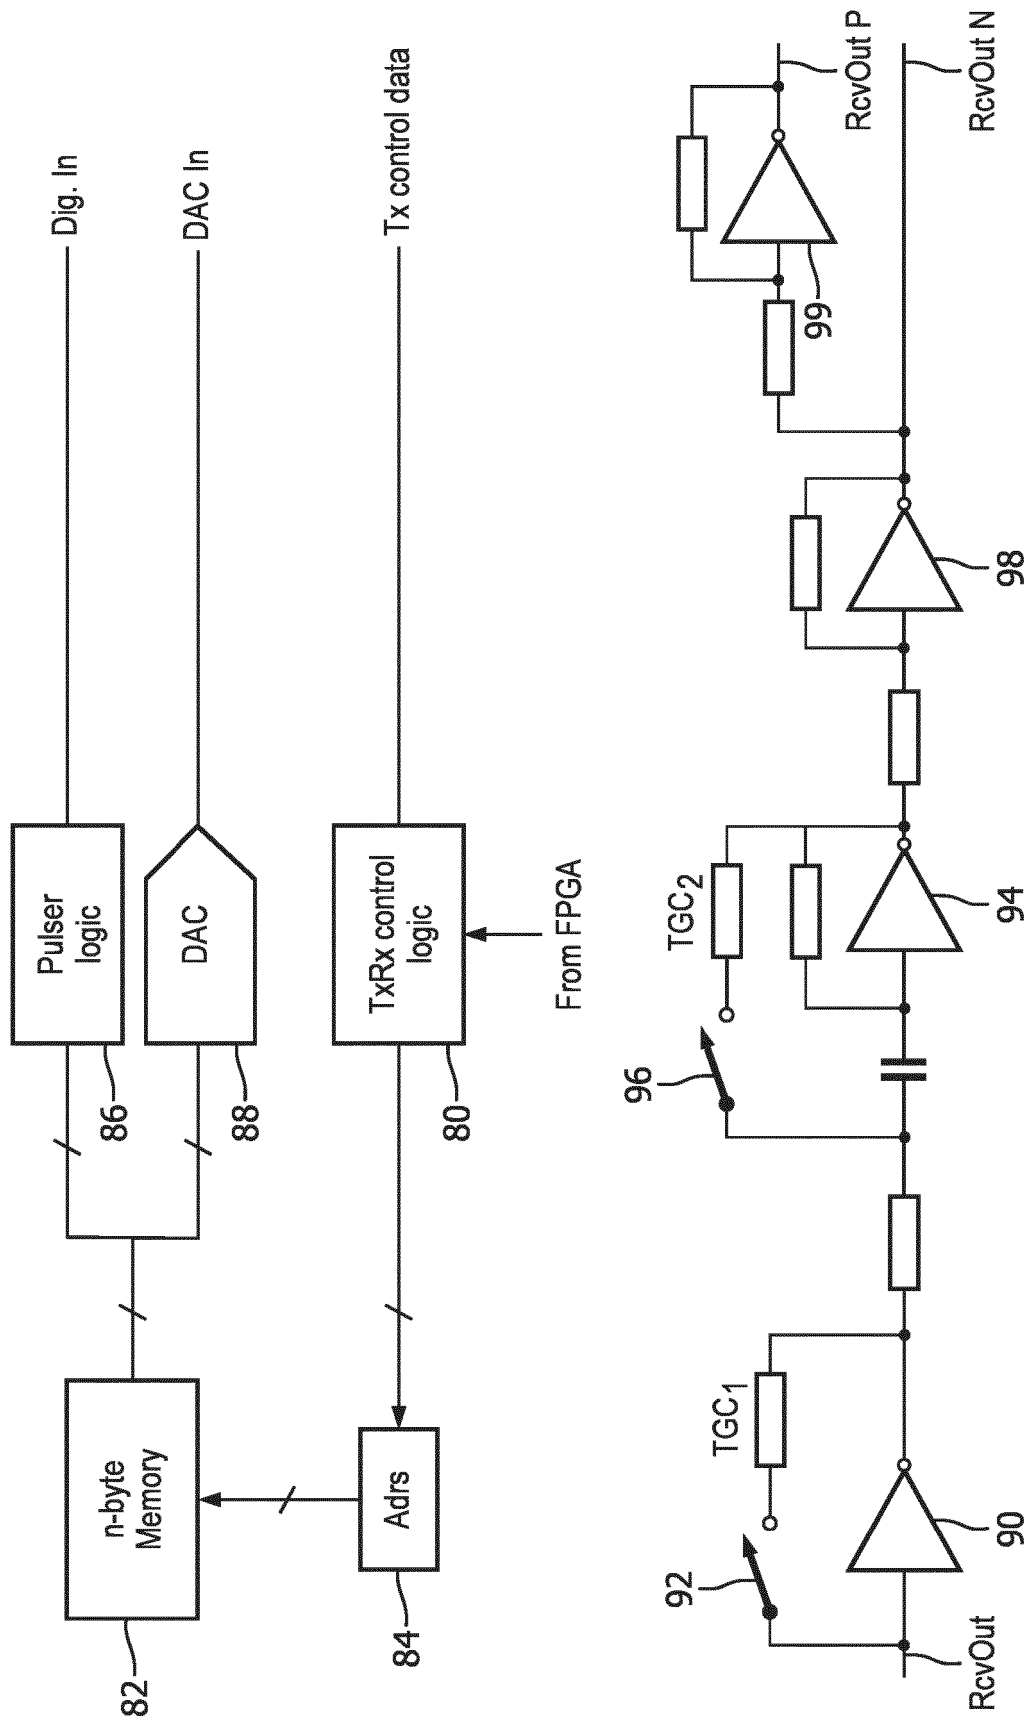 Dig. In
DAC In
Tx control data
Pulser
logic
86
DAC
88
TxRx control
logic
80
From FPGA
n-byte
Memory
82
Adrs
84
RcvOut
90
92
TGC1
96
TGC2
94
98
99
RcvOut P
RcvOut N